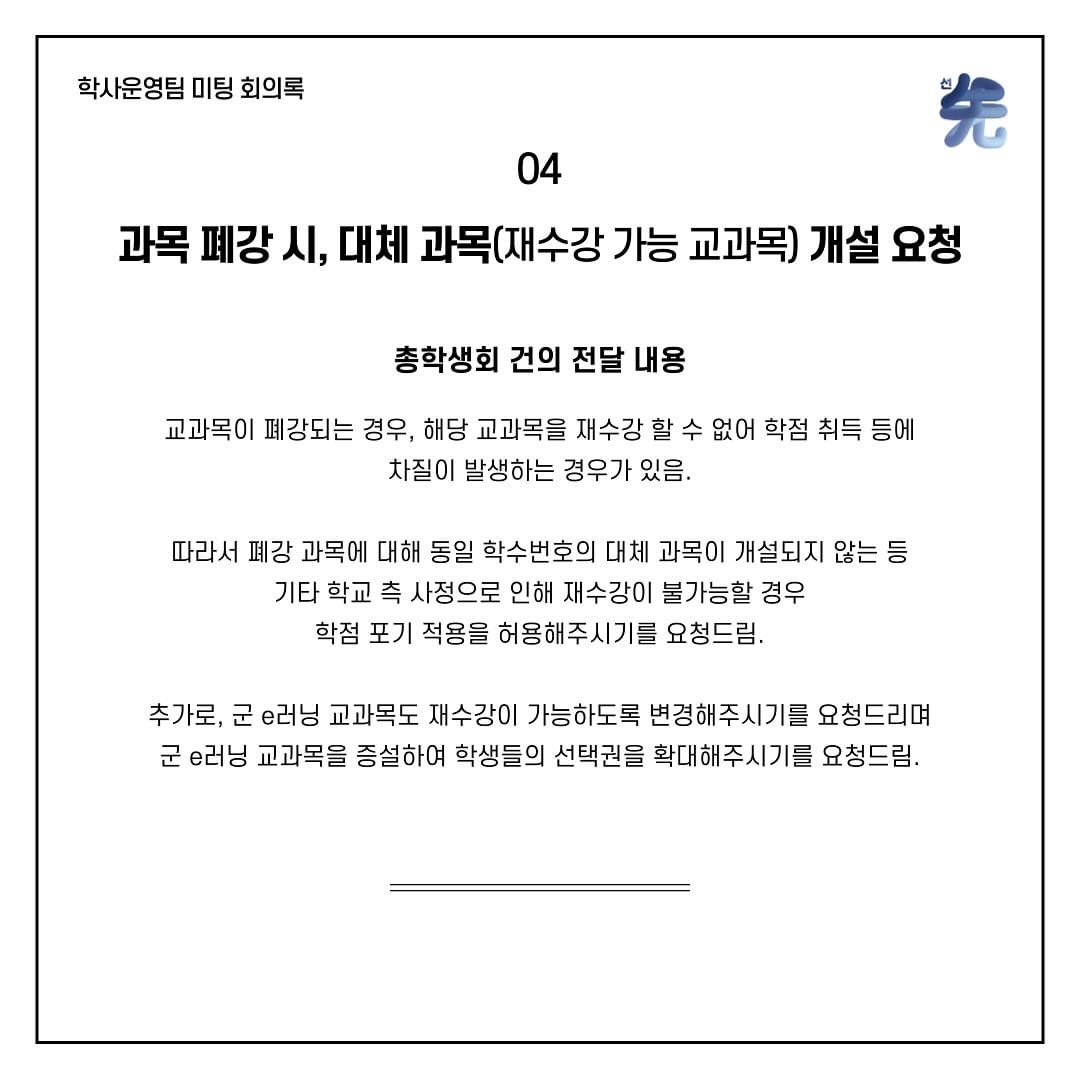 학사운영팀 미팅 회의록
선
先
04
과목 폐강 시, 대체 과목(재수강 가능 교과목) 개설 요청
총학생회 건의 전달 내용
교과목이 폐강되는 경우, 해당 교과목을 재수강 할 수 없어 학점 취득 등에
차질이 발생하는 경우가 있음.
따라서 폐강 과목에 대해 동일 학수번호의 대체 과목이 개설되지 않는 등
기타 학교 측 사정으로 인해 재수강이 불가능할 경우
학점 포기 적용을 허용해주시기를 요청드림.
추가로, 군 e러닝 교과목도 재수강이 가능하도록 변경해주시기를 요청드리며
군 e러닝 교과목을 증설하여 학생들의 선택권을 확대해주시기를 요청드림.